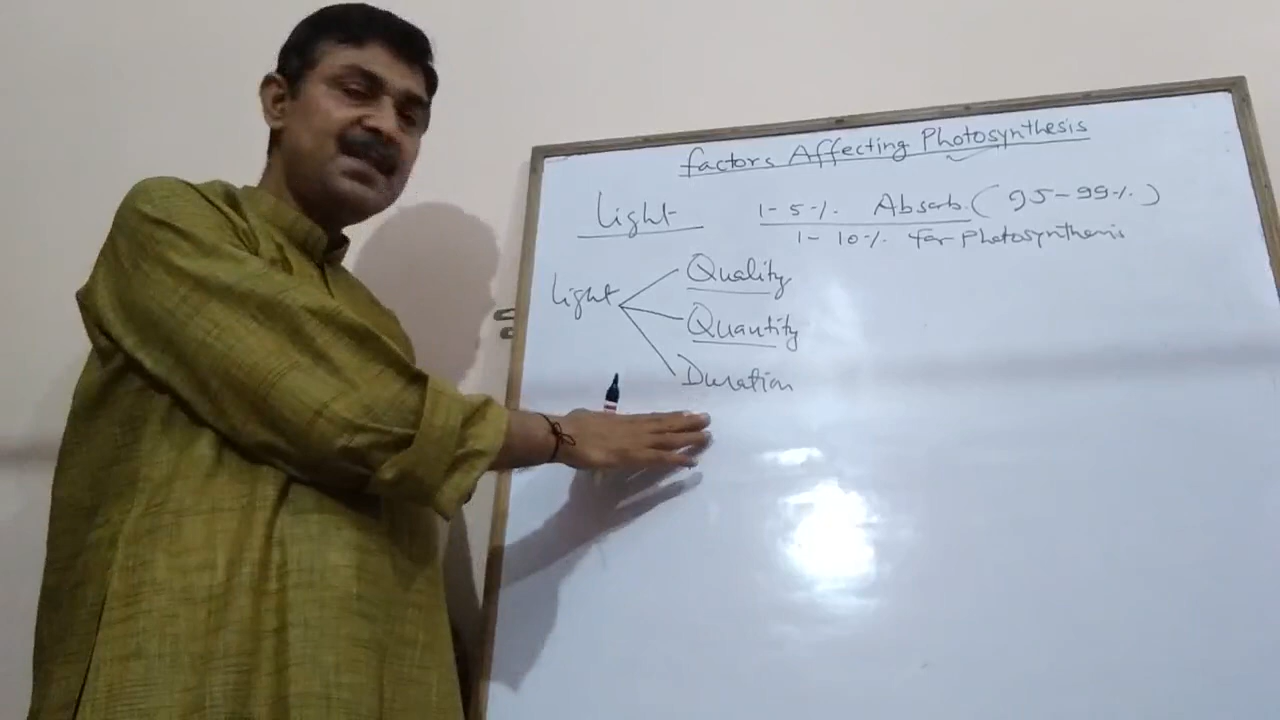 factors Affecting Photosynthesis
light
1-5% Absorb. (95-99%)
1-10% for photosynthesis
light
Quality
Quantity
Duration